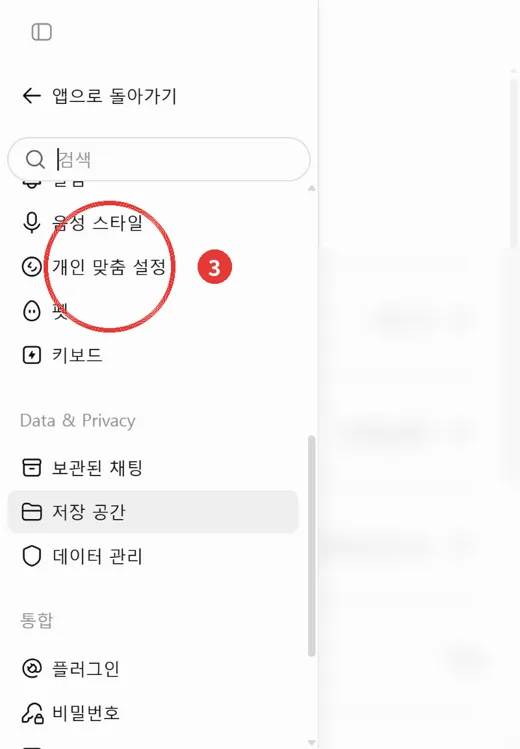 앱으로 돌아가기
검색
알림
음성 스타일
개인 맞춤 설정
3
펫
키보드
Data & Privacy
보관된 채팅
저장 공간
데이터 관리
통합
플러그인
비밀번호